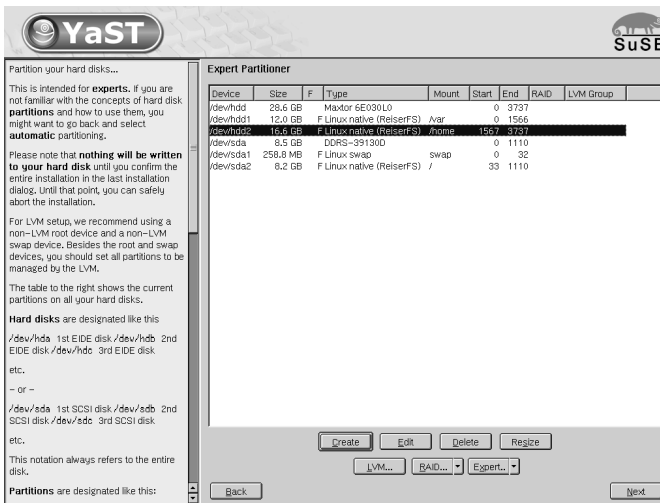 YaST
SuSE
Partition your hard disks...
This is intended for experts. If you are
not familiar with the concepts of hard disk
partitions and how to use them, you
might want to go back and select
automatic partitioning.
Please note that nothing will be written
to your hard disk until you confirm the
entire installation in the last installation
dialog. Until that point, you can safely
abort the installation.
For LVM setup, we recommend using a
non-LVM root device and a non-LVM
swap device. Besides the root and swap
devices, you should set all partitions to be
managed by the LVM.
The table to the right shows the current
partitions on all your hard disks.
Hard disks are designated like this
/dev/hda 1st EIDE disk /dev/hdb 2nd
EIDE disk /dev/hdc 3rd EIDE disk
etc.
- or -
/dev/sda 1st SCSI disk /dev/sdb 2nd
SCSI disk /dev/sdc 3rd SCSI disk
etc.
This notation always refers to the entire
disk.
Partitions are designated like this:
Expert Partitioner
Device Size F Type Mount Start End RAID LVM Group
/dev/hdd 28.6 GB Maxtor 6E030L0 0 3737
/dev/hdd1 12.0 GB F Linux native (ReiserFS) /var 0 1566
/dev/hdd2 16.6 GB F Linux native (ReiserFS) /home 1567 3737
/dev/sda 8.5 GB DDRS-39130D 0 1110
/dev/sda1 258.8 MB F Linux swap swap 0 32
/dev/sda2 8.2 GB F Linux native (ReiserFS) / 33 1110
Create Edit Delete Resize
LVM... RAID... Expert..
Back Next